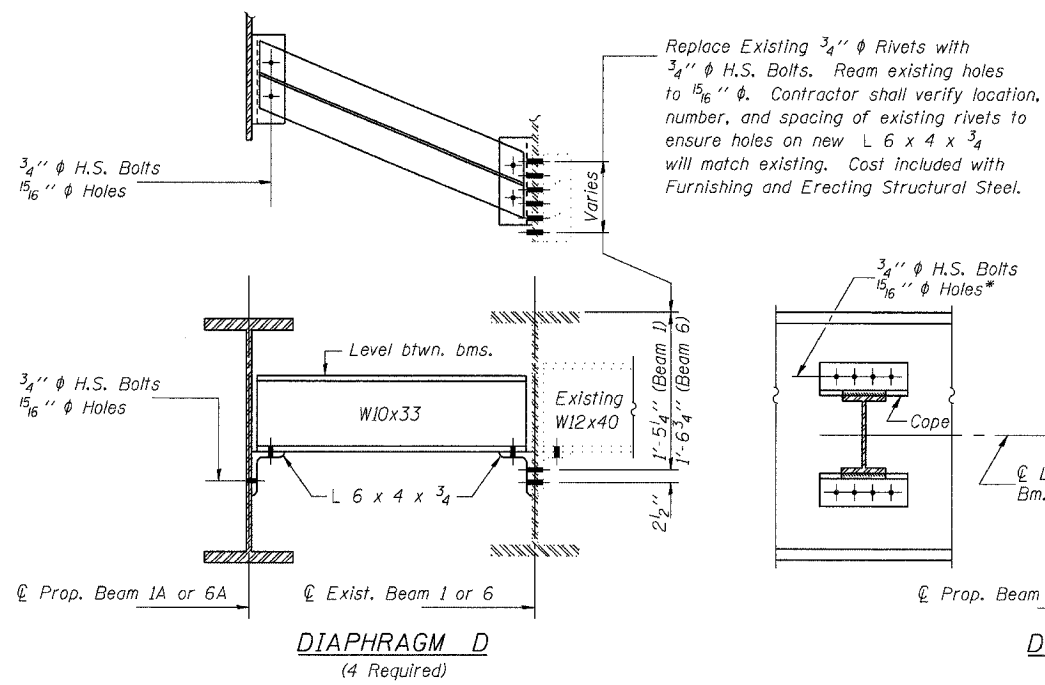 Replace Existing 3/4" φ Rivets with
3/4" φ H.S. Bolts. Ream existing holes
to 15/16" φ. Contractor shall verify location,
number, and spacing of existing rivets to
ensure holes on new L 6 x 4 x 3/4
will match existing. Cost included with
Furnishing and Erecting Structural Steel.
3/4" φ H.S. Bolts
15/16" φ Holes
Varies
3/4" φ H.S. Bolts
15/16" φ Holes*
Level btwn. bms.
3/4" φ H.S. Bolts
15/16" φ Holes
W10x33
Existing
W12x40
1'-5 1/4" (Beam 1)
1'-6 3/4" (Beam 6)
Cope
L 6 x 4 x 3/4
2 1/2"
℄ L
Bm.
℄ Prop. Beam 1A or 6A
℄ Exist. Beam 1 or 6
℄ Prop. Beam
DIAPHRAGM D
(4 Required)
D